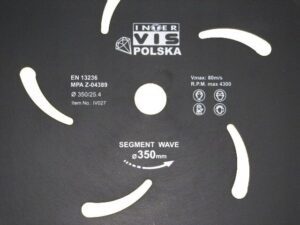 INTER
VIS
POLSKA
EN 13236
MPA Z-04389
Ø 350/25.4
Item No. IV027
Vmax: 80m/s
R.P.M. max 4300
SEGMENT WAVE
ø350mm